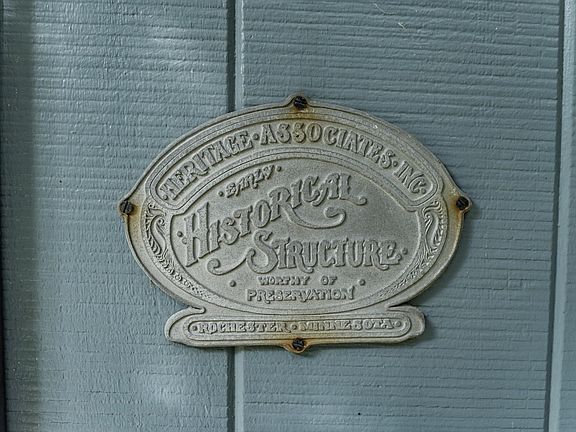 HERITAGE · ASSOCIATES · INC.
· EARLY ·
· HISTORICAL
STRUCTURE ·
· WORTHY OF ·
PRESERVATION
· ROCHESTER · MINNESOTA ·